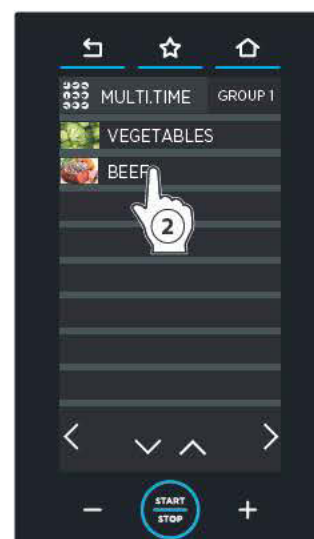 MULTI.TIME GROUP 1
VEGETABLES
BEEF
2
START
STOP